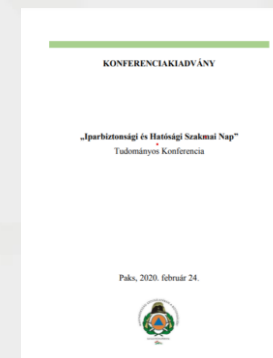 KONFERENCIAKIADVÁNY
„Iparbiztonsági és Hatósági Szakmai Nap”
Tudományos Konferencia
Paks, 2020. február 24.